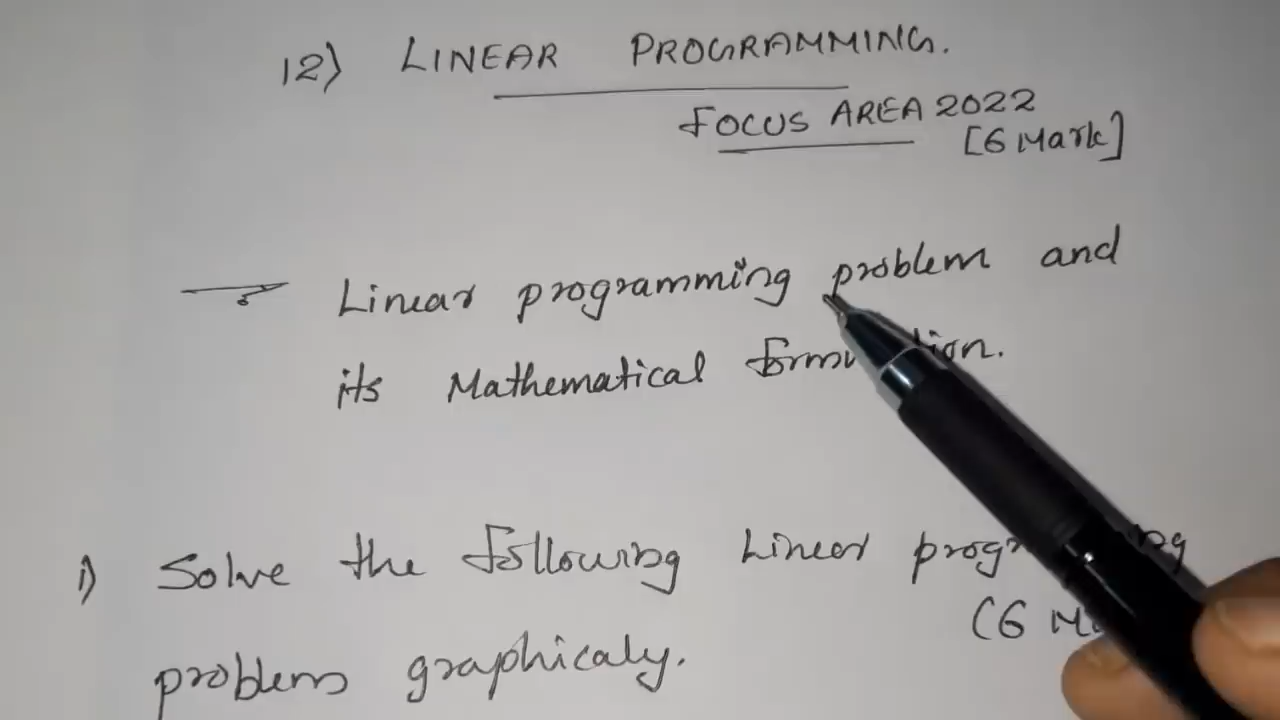 12) LINEAR PROGRAMMING.
FOCUS AREA 2022
[6 Mark]
Linear programming problem and
its Mathematical
1) Solve the following Linear
(6
problems graphicaly.